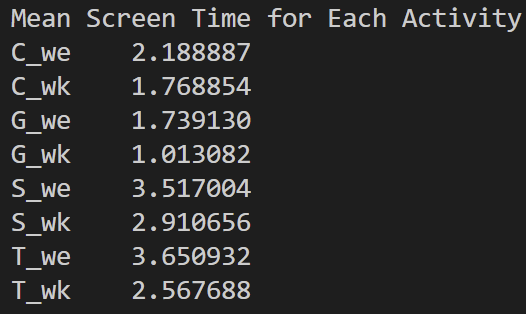 Mean Screen Time for Each Activity
C_we    2.188887
C_wk    1.768854
G_we    1.739130
G_wk    1.013082
S_we    3.517004
S_wk    2.910656
T_we    3.650932
T_wk    2.567688